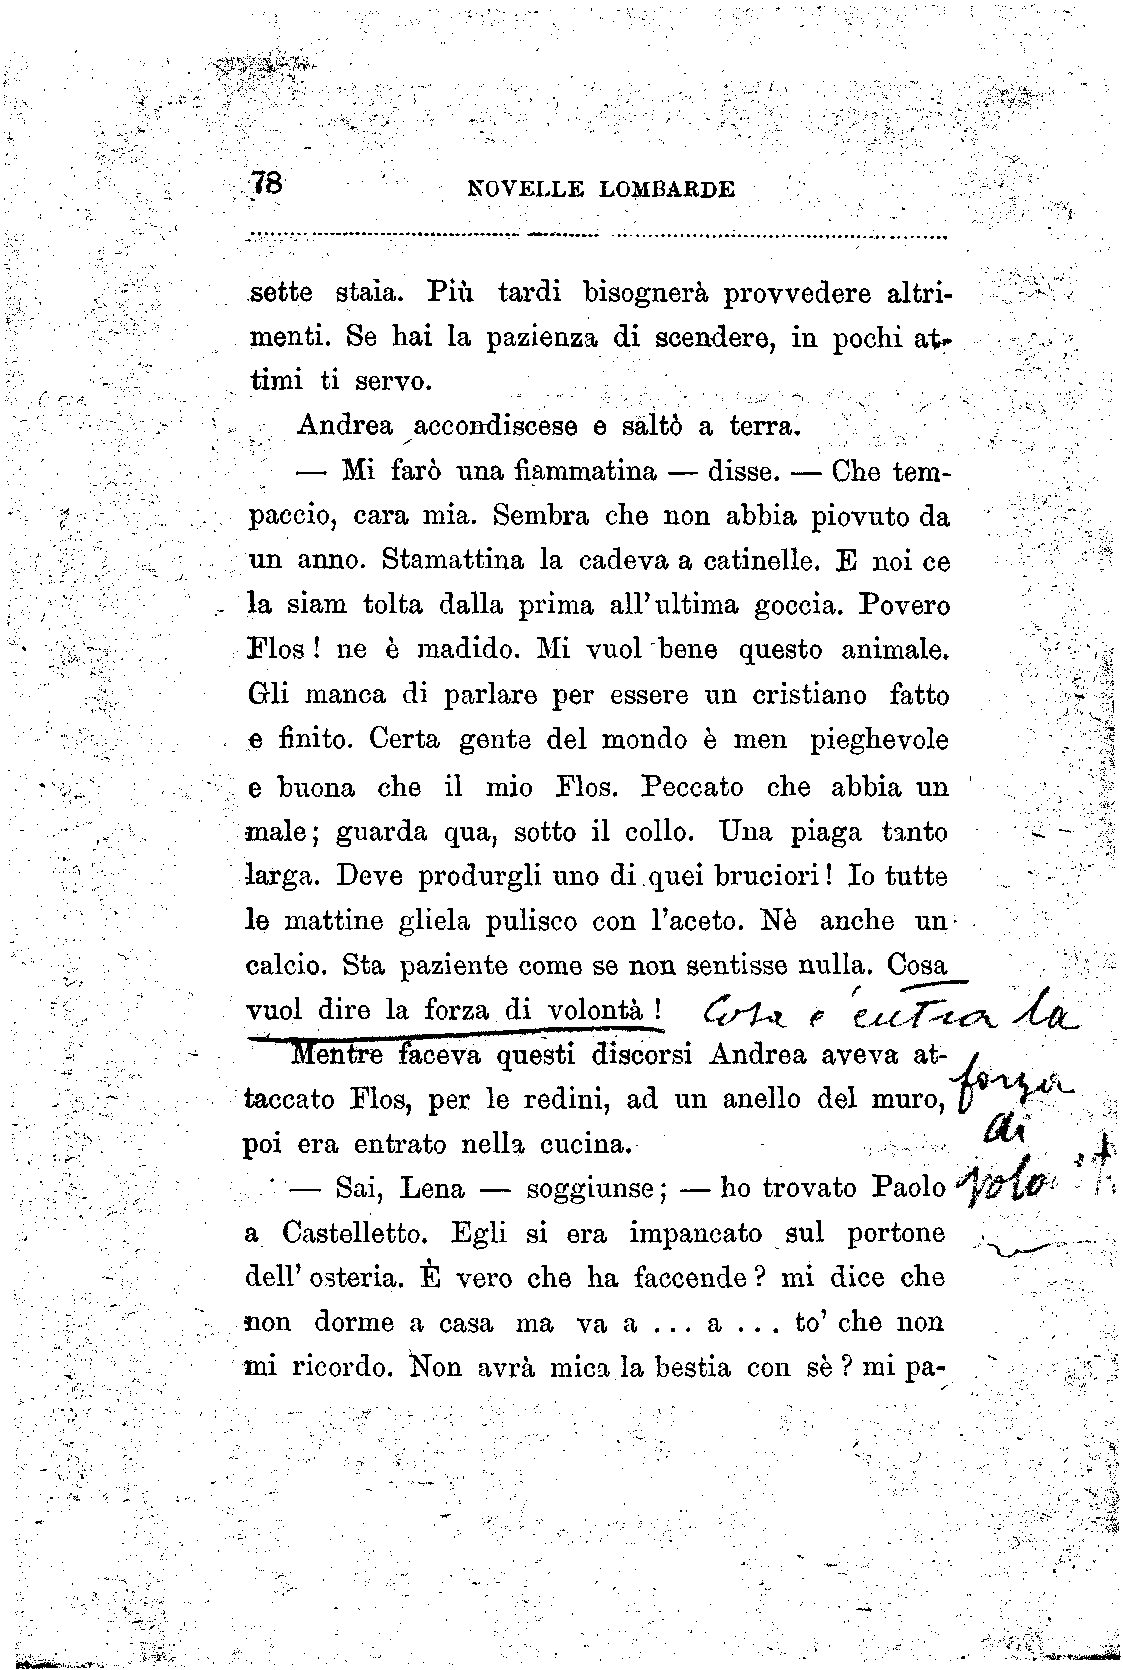 78 NOVELLE LOMBARDE
sette staia. Più tardi bisognerà provvedere altri-
menti. Se hai la pazienza di scendere, in pochi at-
timi ti servo.
Andrea accondiscese e saltò a terra.
— Mi farò una fiammatina — disse. — Che tem-
paccio, cara mia. Sembra che non abbia piovuto da
un anno. Stamattina la cadeva a catinelle. E noi ce
la siam tolta dalla prima all'ultima goccia. Povero
Flos! ne è madido. Mi vuol bene questo animale.
Gli manca di parlare per essere un cristiano fatto
e finito. Certa gente del mondo è men pieghevole
e buona che il mio Flos. Peccato che abbia un
male; guarda qua, sotto il collo. Una piaga tanto
larga. Deve produrgli uno di quei bruciori! Io tutte
le mattine gliela pulisco con l'aceto. Nè anche un
calcio. Sta paziente come se non sentisse nulla. Cosa
vuol dire la forza di volontà! Cosa c'entra la
forza
di
volontà
Mentre faceva questi discorsi Andrea aveva at-
taccato Flos, per le redini, ad un anello del muro,
poi era entrato nella cucina.
— Sai, Lena — soggiunse; — ho trovato Paolo
a Castelletto. Egli si era impancato sul portone
dell'osteria. È vero che ha faccende? mi dice che
non dorme a casa ma va a ... a ... to' che non
mi ricordo. Non avrà mica la bestia con sè? mi pa-